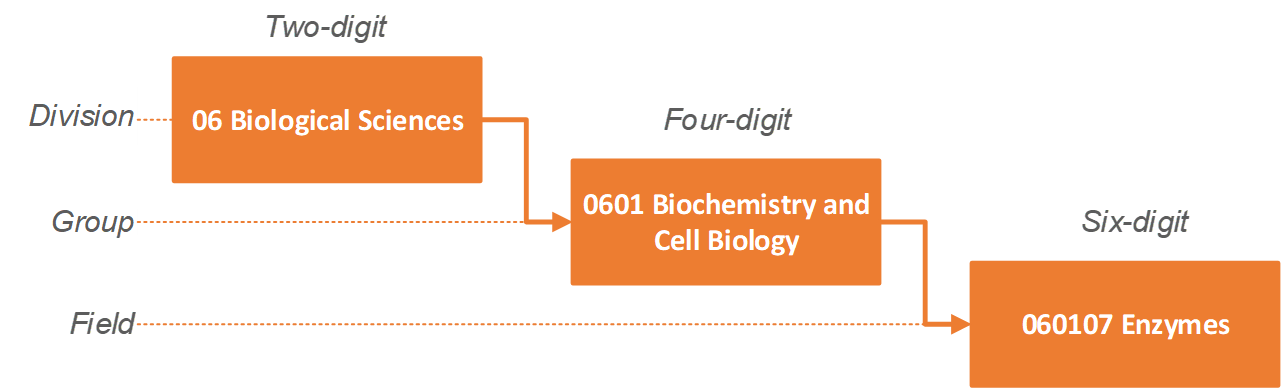 Two-digit
Division
06 Biological Sciences
Four-digit
Group
0601 Biochemistry and
Cell Biology
Six-digit
Field
060107 Enzymes